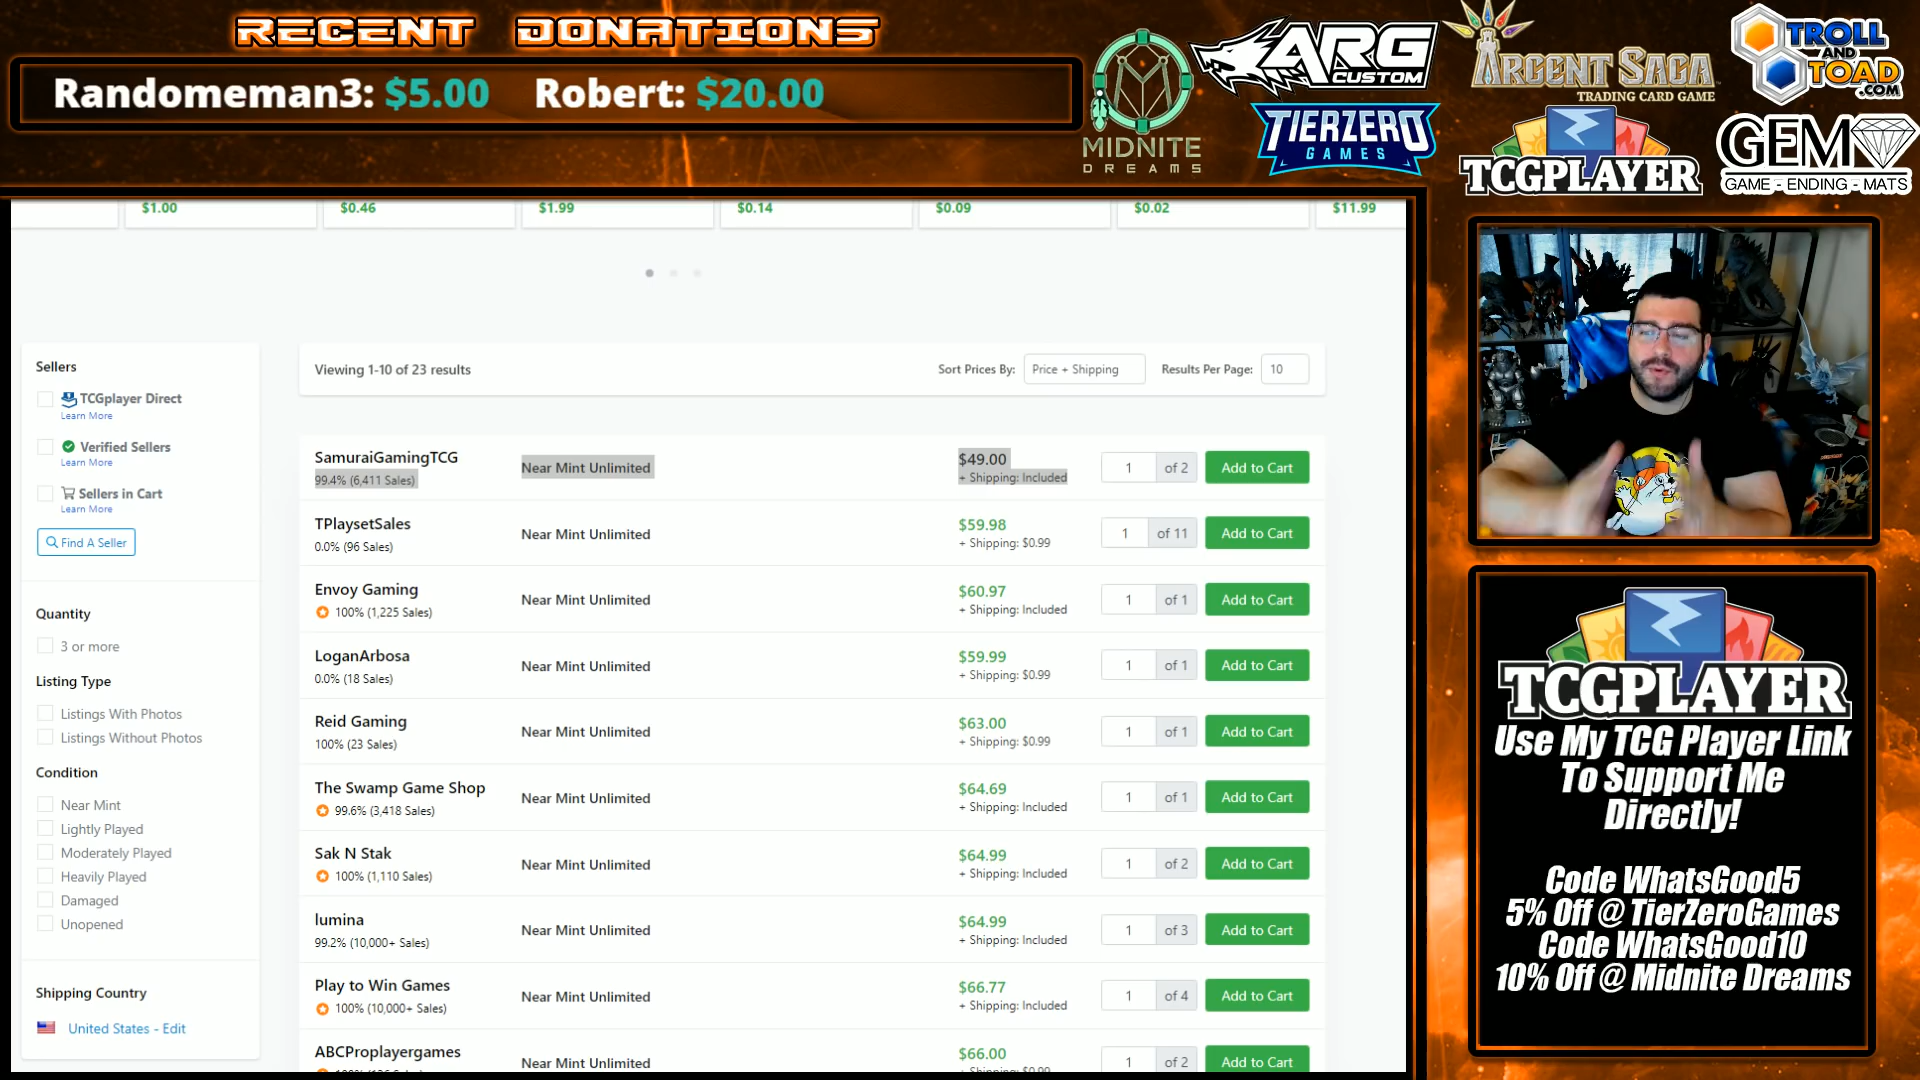 RECENT DONATIONS
Randomeman3: $5.00 Robert: $20.00
MIDNITE
DREAMS
ARG
CUSTOM
TIERZERO
GAMES
ARGENT SAGA
TRADING CARD GAME
TROLL
AND
TOAD
.COM
TCGPLAYER
GEM
GAME - ENDING - MATS
$1.00 $0.46 $1.99 $0.14 $0.09 $0.02 $11.99
Sellers
TCGplayer Direct
Learn More
Verified Sellers
Learn More
Sellers in Cart
Learn More
Find A Seller
Quantity
3 or more
Listing Type
Listings With Photos
Listings Without Photos
Condition
Near Mint
Lightly Played
Moderately Played
Heavily Played
Damaged
Unopened
Shipping Country
United States - Edit
Viewing 1-10 of 23 results Sort Prices By: Price + Shipping Results Per Page: 10
SamuraiGamingTCG
99.4% (6,411 Sales)
Near Mint Unlimited
$49.00
+ Shipping: Included
1 of 2 Add to Cart
TPlaysetSales
0.0% (96 Sales)
Near Mint Unlimited
$59.98
+ Shipping: $0.99
1 of 11 Add to Cart
Envoy Gaming
100% (1,225 Sales)
Near Mint Unlimited
$60.97
+ Shipping: Included
1 of 1 Add to Cart
LoganArbosa
0.0% (18 Sales)
Near Mint Unlimited
$59.99
+ Shipping: $0.99
1 of 1 Add to Cart
Reid Gaming
100% (23 Sales)
Near Mint Unlimited
$63.00
+ Shipping: $0.99
1 of 1 Add to Cart
The Swamp Game Shop
99.6% (3,418 Sales)
Near Mint Unlimited
$64.69
+ Shipping: Included
1 of 1 Add to Cart
Sak N Stak
100% (1,110 Sales)
Near Mint Unlimited
$64.99
+ Shipping: Included
1 of 2 Add to Cart
lumina
99.2% (10,000+ Sales)
Near Mint Unlimited
$64.99
+ Shipping: Included
1 of 3 Add to Cart
Play to Win Games
100% (10,000+ Sales)
Near Mint Unlimited
$66.77
+ Shipping: Included
1 of 4 Add to Cart
ABCProplayergames
Near Mint Unlimited
$66.00
+ Shipping: $0.99
1 of 2 Add to Cart
TCGPLAYER
Use My TCG Player Link
To Support Me
Directly!
Code WhatsGood5
5% Off @ TierZeroGames
Code WhatsGood10
10% Off @ Midnite Dreams